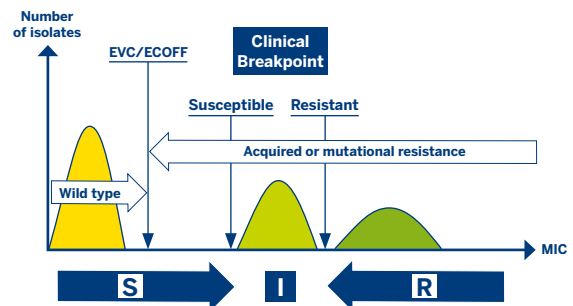 Number
of isolates
EVC/ECOFF
Clinical
Breakpoint
Susceptible
Resistant
Acquired or mutational resistance
Wild type
MIC
S
I
R